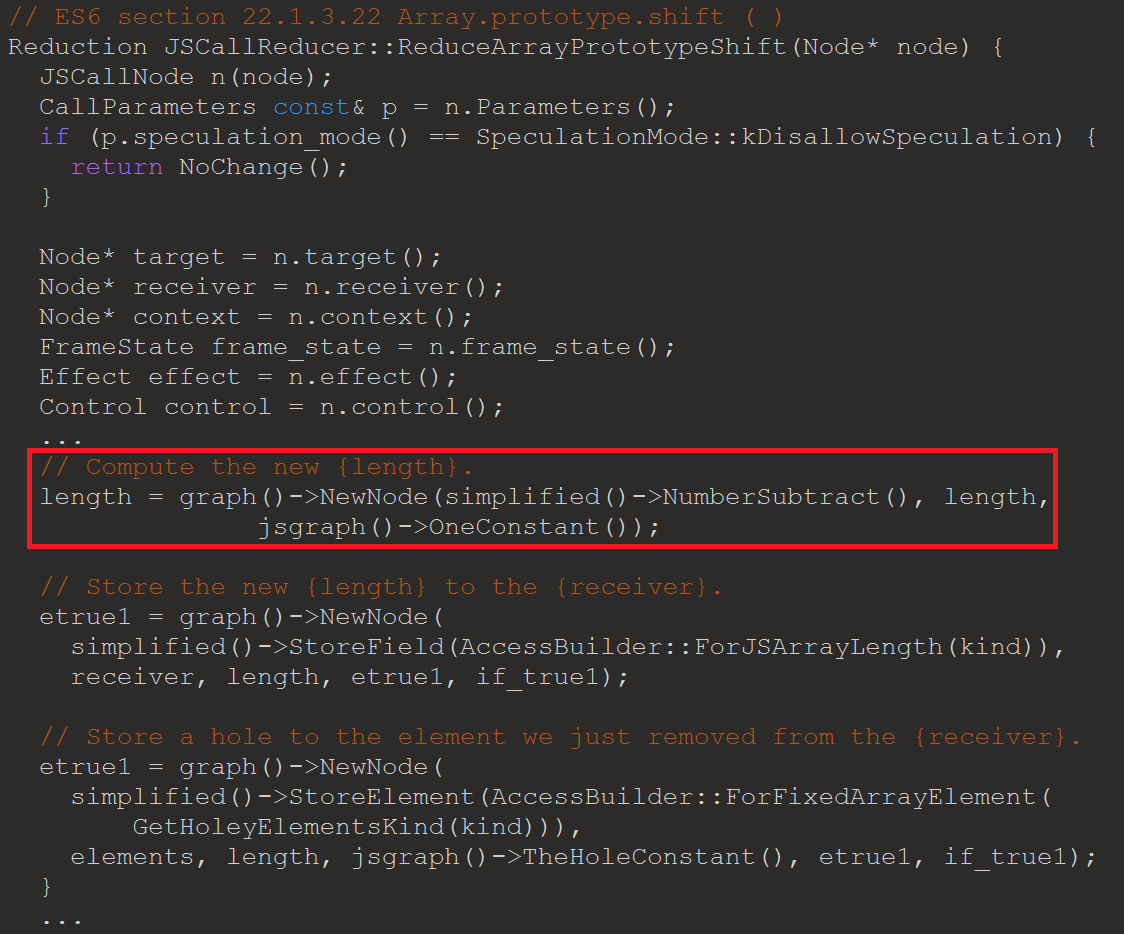 // ES6 section 22.1.3.22 Array.prototype.shift ( )
Reduction JSCallReducer::ReduceArrayPrototypeShift(Node* node) {
  JSCallNode n(node);
  CallParameters const& p = n.Parameters();
  if (p.speculation_mode() == SpeculationMode::kDisallowSpeculation) {
    return NoChange();
  }

  Node* target = n.target();
  Node* receiver = n.receiver();
  Node* context = n.context();
  FrameState frame_state = n.frame_state();
  Effect effect = n.effect();
  Control control = n.control();
  ...
  // Compute the new {length}.
  length = graph()->NewNode(simplified()->NumberSubtract(), length,
                jsgraph()->OneConstant());

  // Store the new {length} to the {receiver}.
  etrue1 = graph()->NewNode(
    simplified()->StoreField(AccessBuilder::ForJSArrayLength(kind)),
    receiver, length, etrue1, if_true1);

  // Store a hole to the element we just removed from the {receiver}.
  etrue1 = graph()->NewNode(
    simplified()->StoreElement(AccessBuilder::ForFixedArrayElement(
        GetHoleyElementsKind(kind))),
    elements, length, jsgraph()->TheHoleConstant(), etrue1, if_true1);
  }
  ...